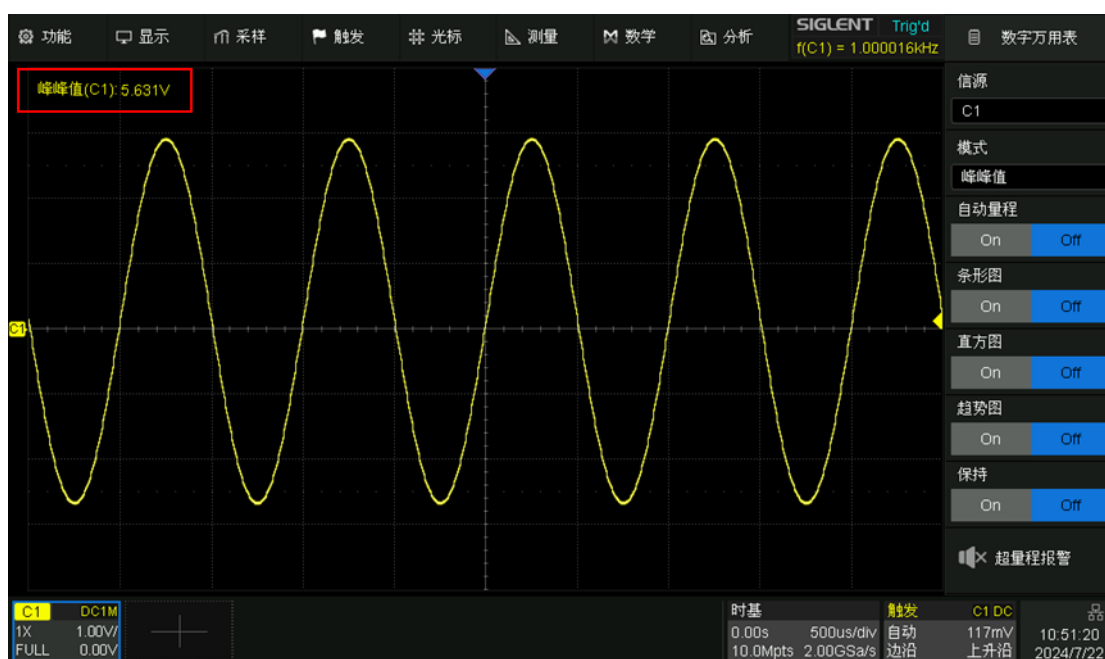 功能 显示 采样 触发 光标 测量 数学 分析 SIGLENT Trig'd
f(C1) = 1.000016kHz
数字万用表
峰峰值(C1): 5.631V
信源
C1
模式
峰峰值
自动量程
On Off
条形图
On Off
直方图
On Off
趋势图
On Off
保持
On Off
超量程报警
C1
C1 DC1M
1X 1.00V/
FULL 0.00V
时基
0.00s 500us/div
10.0Mpts 2.00GSa/s
触发 C1 DC
自动 117mV
边沿 上升沿
10:51:20
2024/7/22